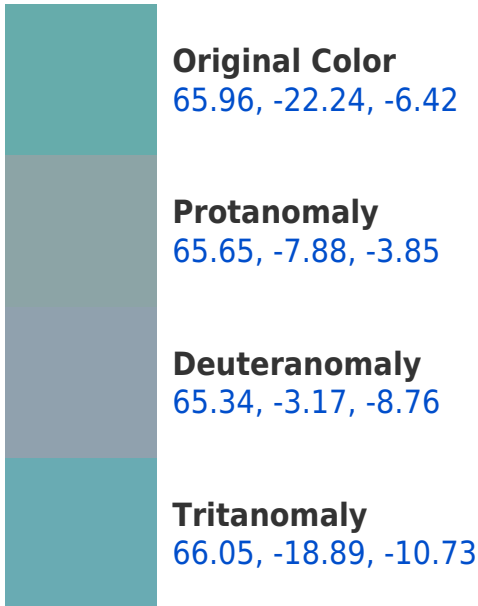 Original Color
65.96, -22.24, -6.42
Protanomaly
65.65, -7.88, -3.85
Deuteranomaly
65.34, -3.17, -8.76
Tritanomaly
66.05, -18.89, -10.73